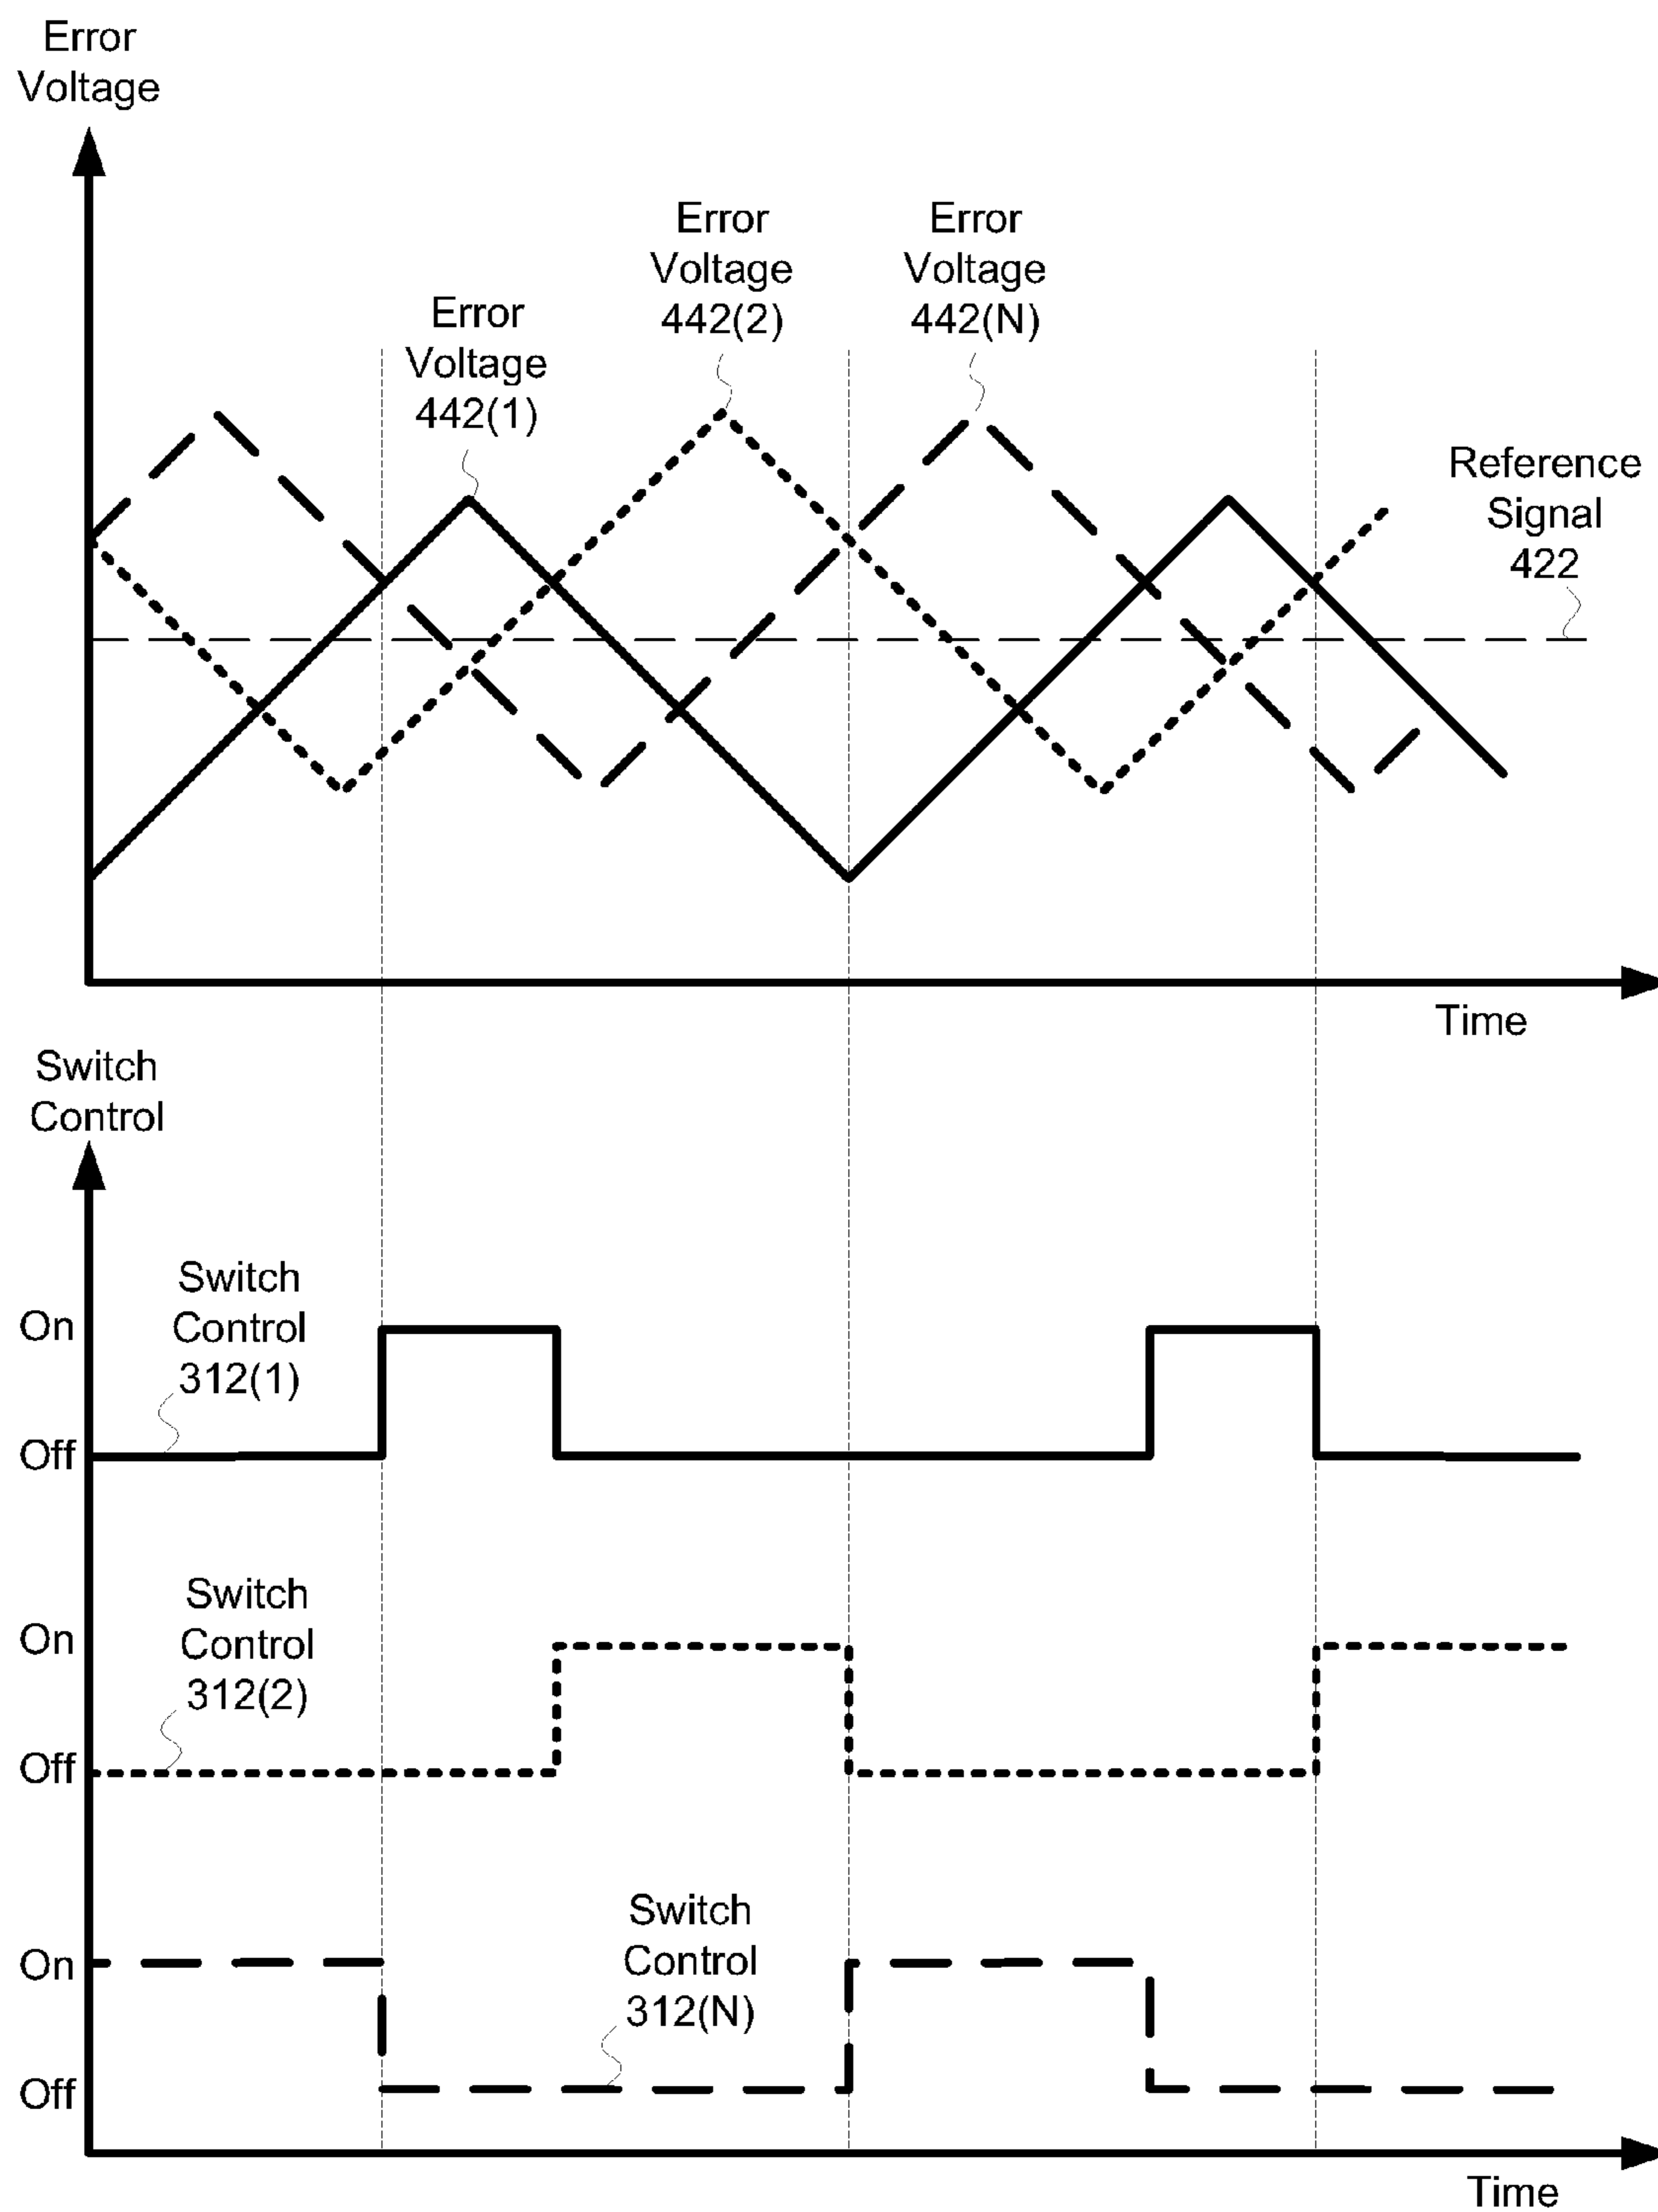 Error
Voltage
Error
Voltage
442(2)
Error
Voltage
442(N)
Error
Voltage
442(1)
Reference
Signal
422
Time
Switch
Control
Switch
Control
312(1)
On
Off
Switch
Control
312(2)
On
Off
Switch
Control
312(N)
On
Off
Time